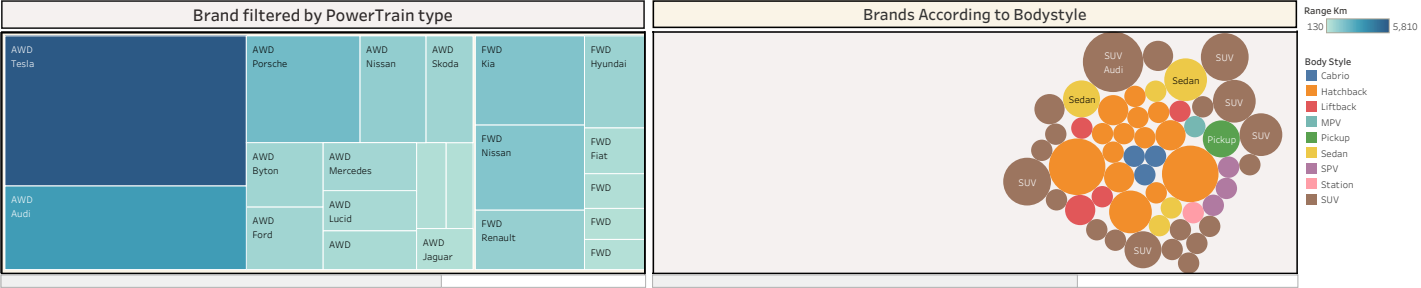 Brand filtered by PowerTrain type
AWD
Tesla
AWD
Audi
AWD
Porsche
AWD
Nissan
AWD
Skoda
AWD
Byton
AWD
Ford
AWD
Mercedes
AWD
Lucid
AWD
AWD
Jaguar
FWD
Kia
FWD
Nissan
FWD
Renault
FWD
Hyundai
FWD
Fiat
FWD
FWD
FWD
Brands According to Bodystyle
SUV
Audi
SUV
Sedan
Sedan
SUV
Pickup
SUV
SUV
SUV
Range Km
130
5,810
Body Style
Cabrio
Hatchback
Liftback
MPV
Pickup
Sedan
SPV
Station
SUV